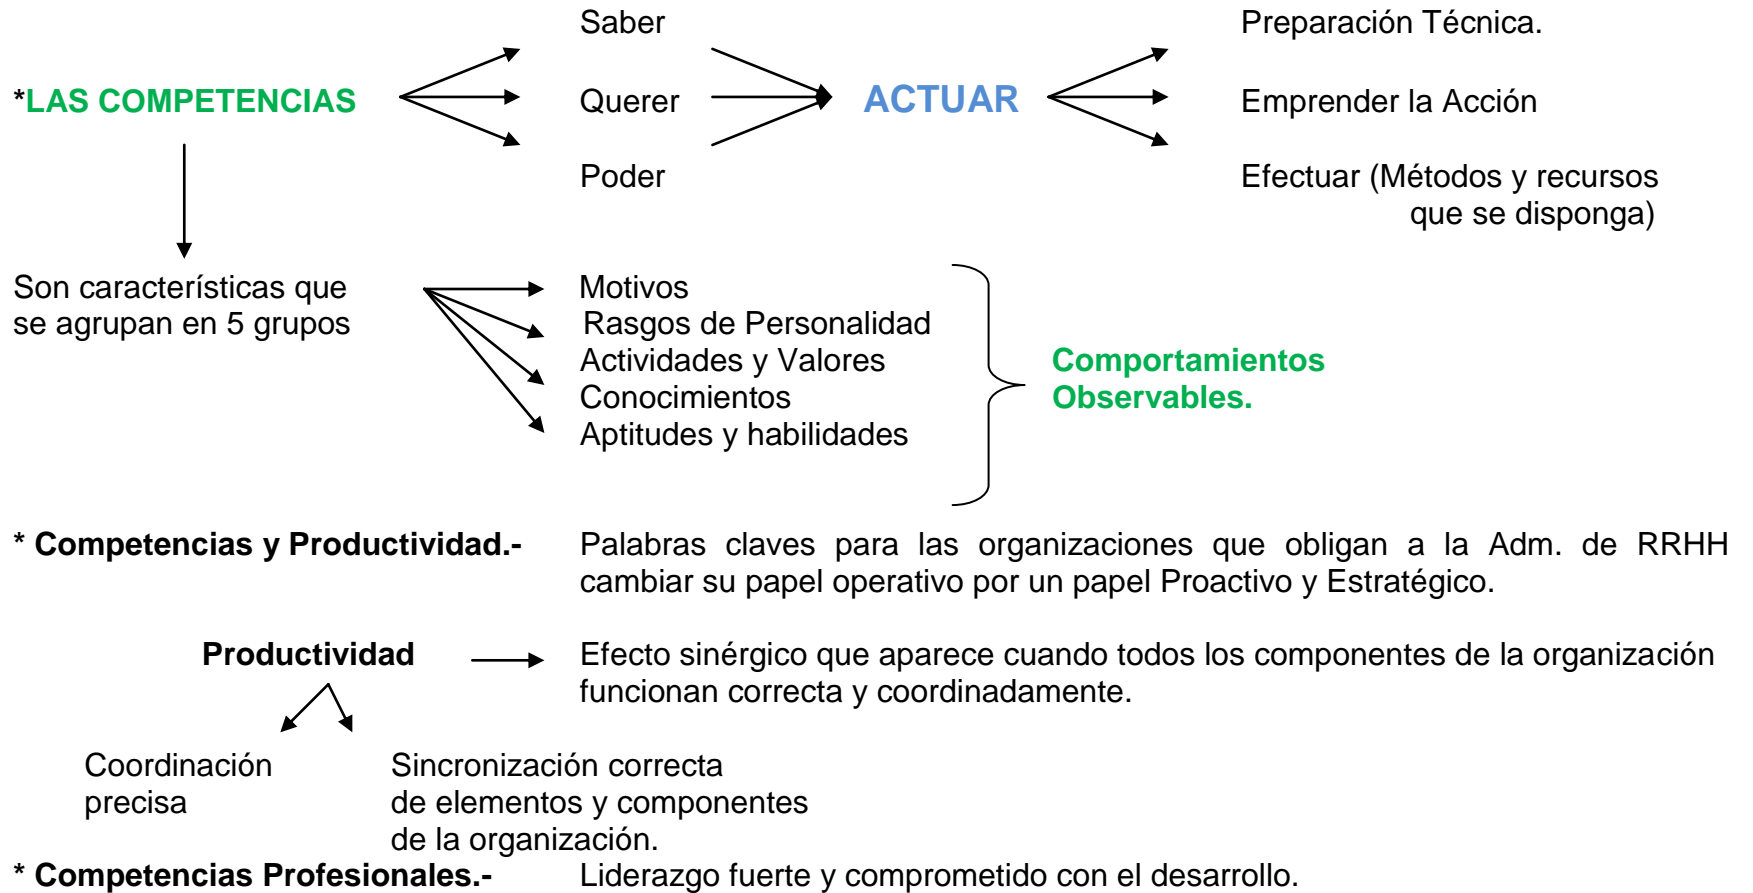 Saber
Preparación Técnica.
*LAS COMPETENCIAS
Querer
ACTUAR
Emprender la Acción
Poder
Efectuar (Métodos y recursos
que se disponga)
Son características que
se agrupan en 5 grupos
Motivos
Rasgos de Personalidad
Actividades y Valores
Conocimientos
Aptitudes y habilidades
Comportamientos
Observables.
* Competencias y Productividad.- Palabras claves para las organizaciones que obligan a la Adm. de RRHH
cambiar su papel operativo por un papel Proactivo y Estratégico.
Productividad
Efecto sinérgico que aparece cuando todos los componentes de la organización
funcionan correcta y coordinadamente.
Coordinación
precisa
Sincronización correcta
de elementos y componentes
de la organización.
* Competencias Profesionales.- Liderazgo fuerte y comprometido con el desarrollo.